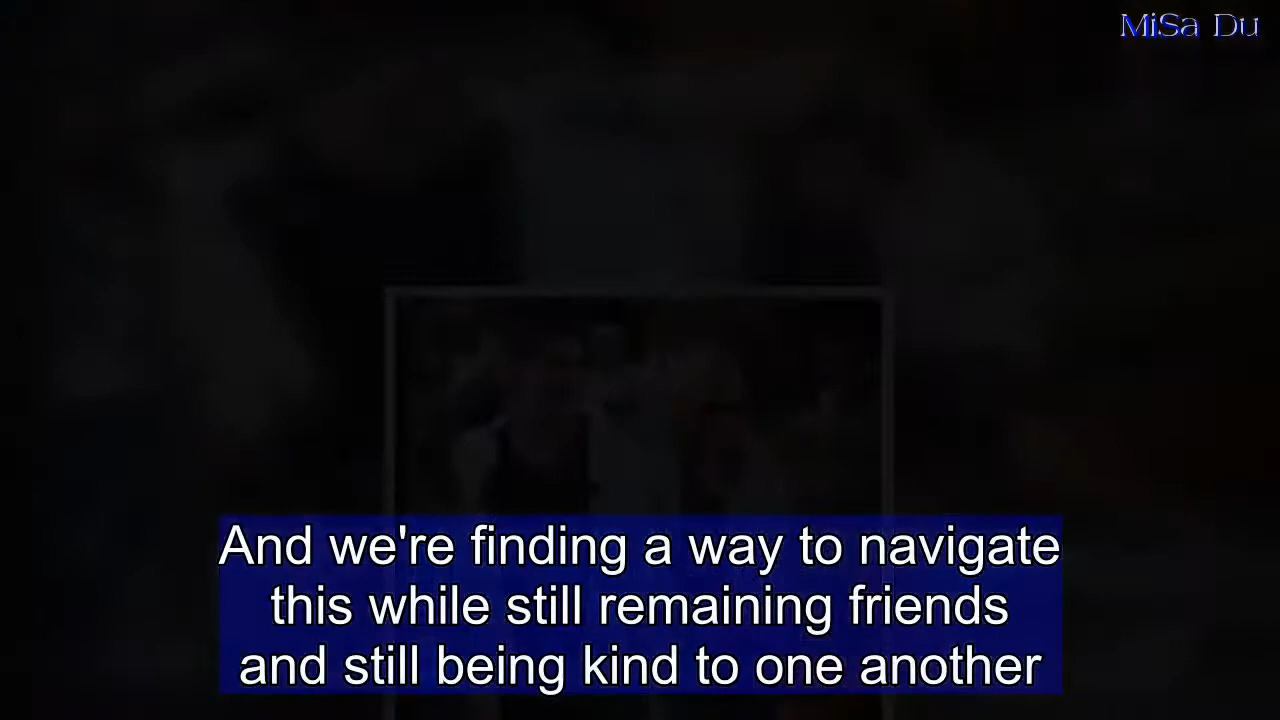 MiSa Du
And we're finding a way to navigate
this while still remaining friends
and still being kind to one another